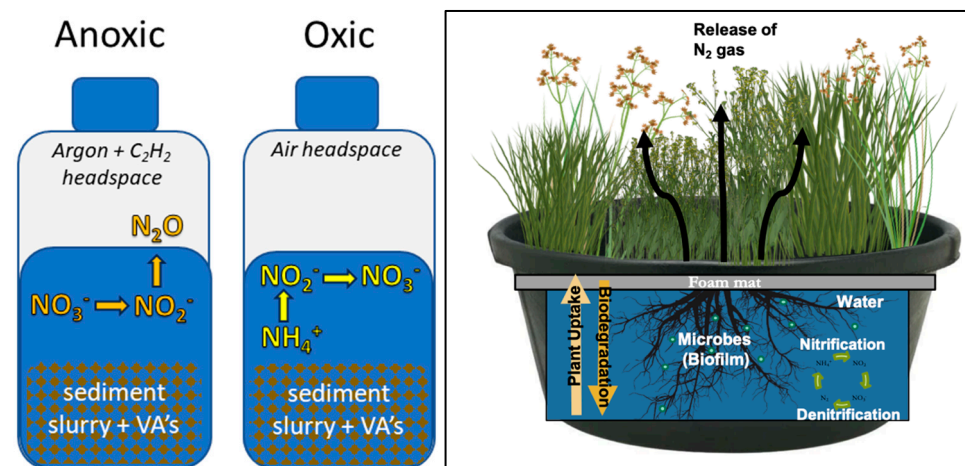 Anoxic
Argon + C₂H₂
headspace
N₂O
NO₃⁻ → NO₂⁻
sediment
slurry + VA's
Oxic
Air headspace
NO₂⁻ → NO₃⁻
NH₄⁺
sediment
slurry + VA's
Release of
N₂ gas
Foam mat
Plant Uptake
Biodegradation
Water
Microbes
(Biofilm)
Nitrification
Denitrification